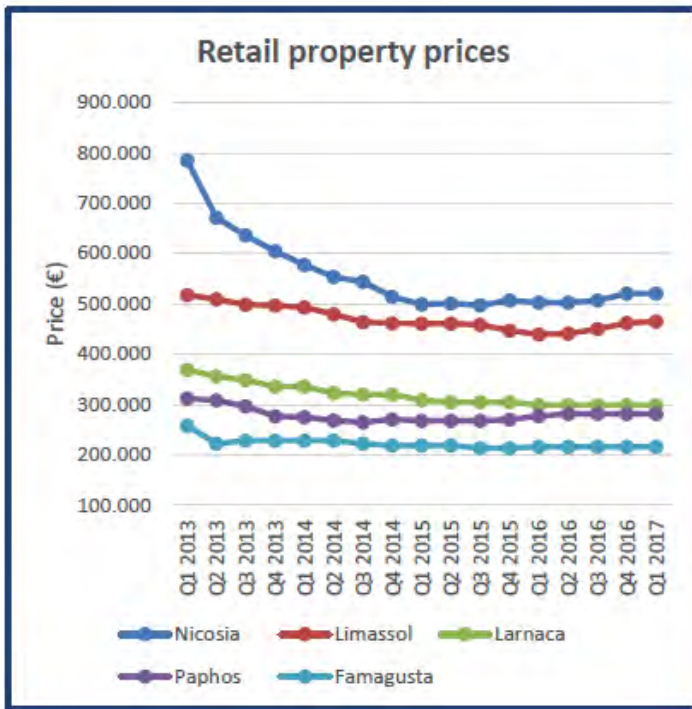 Retail property prices
900.000
800.000
700.000
600.000
500.000
400.000
300.000
200.000
100.000
Price (€)
Q1 2013
Q2 2013
Q3 2013
Q4 2013
Q1 2014
Q2 2014
Q3 2014
Q4 2014
Q1 2015
Q2 2015
Q3 2015
Q4 2015
Q1 2016
Q2 2016
Q3 2016
Q4 2016
Q1 2017
Nicosia Limassol Larnaca
Paphos Famagusta